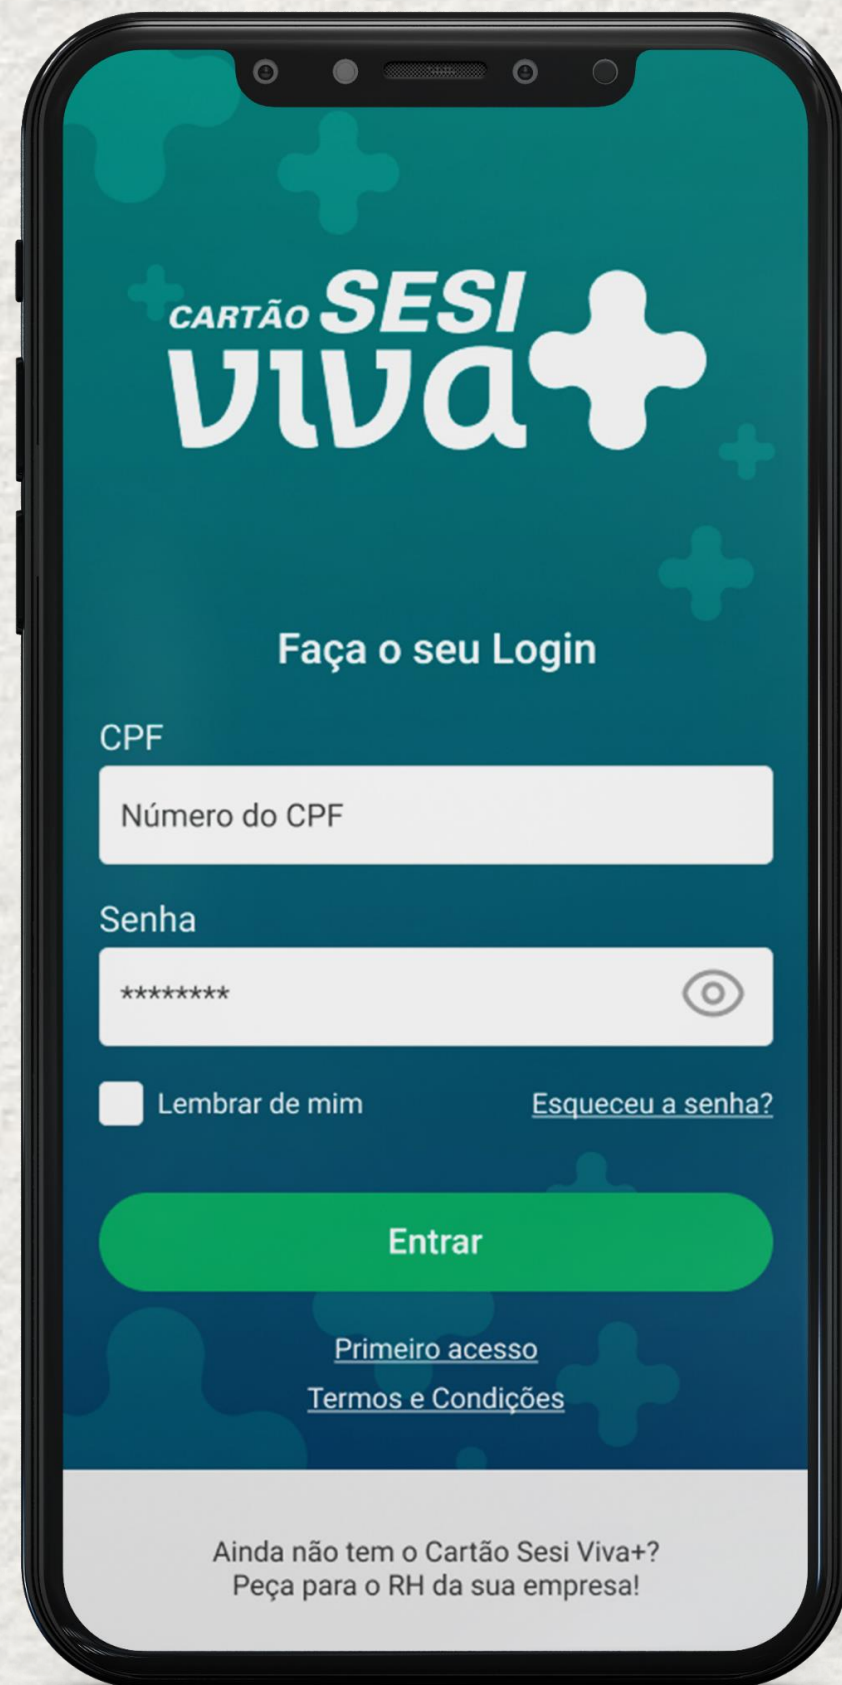 CARTÃO SESI
viva+
Faça o seu Login
CPF
Número do CPF
Senha
********
Lembrar de mim
Esqueceu a senha?
Entrar
Primeiro acesso
Termos e Condições
Ainda não tem o Cartão Sesi Viva+?
Peça para o RH da sua empresa!